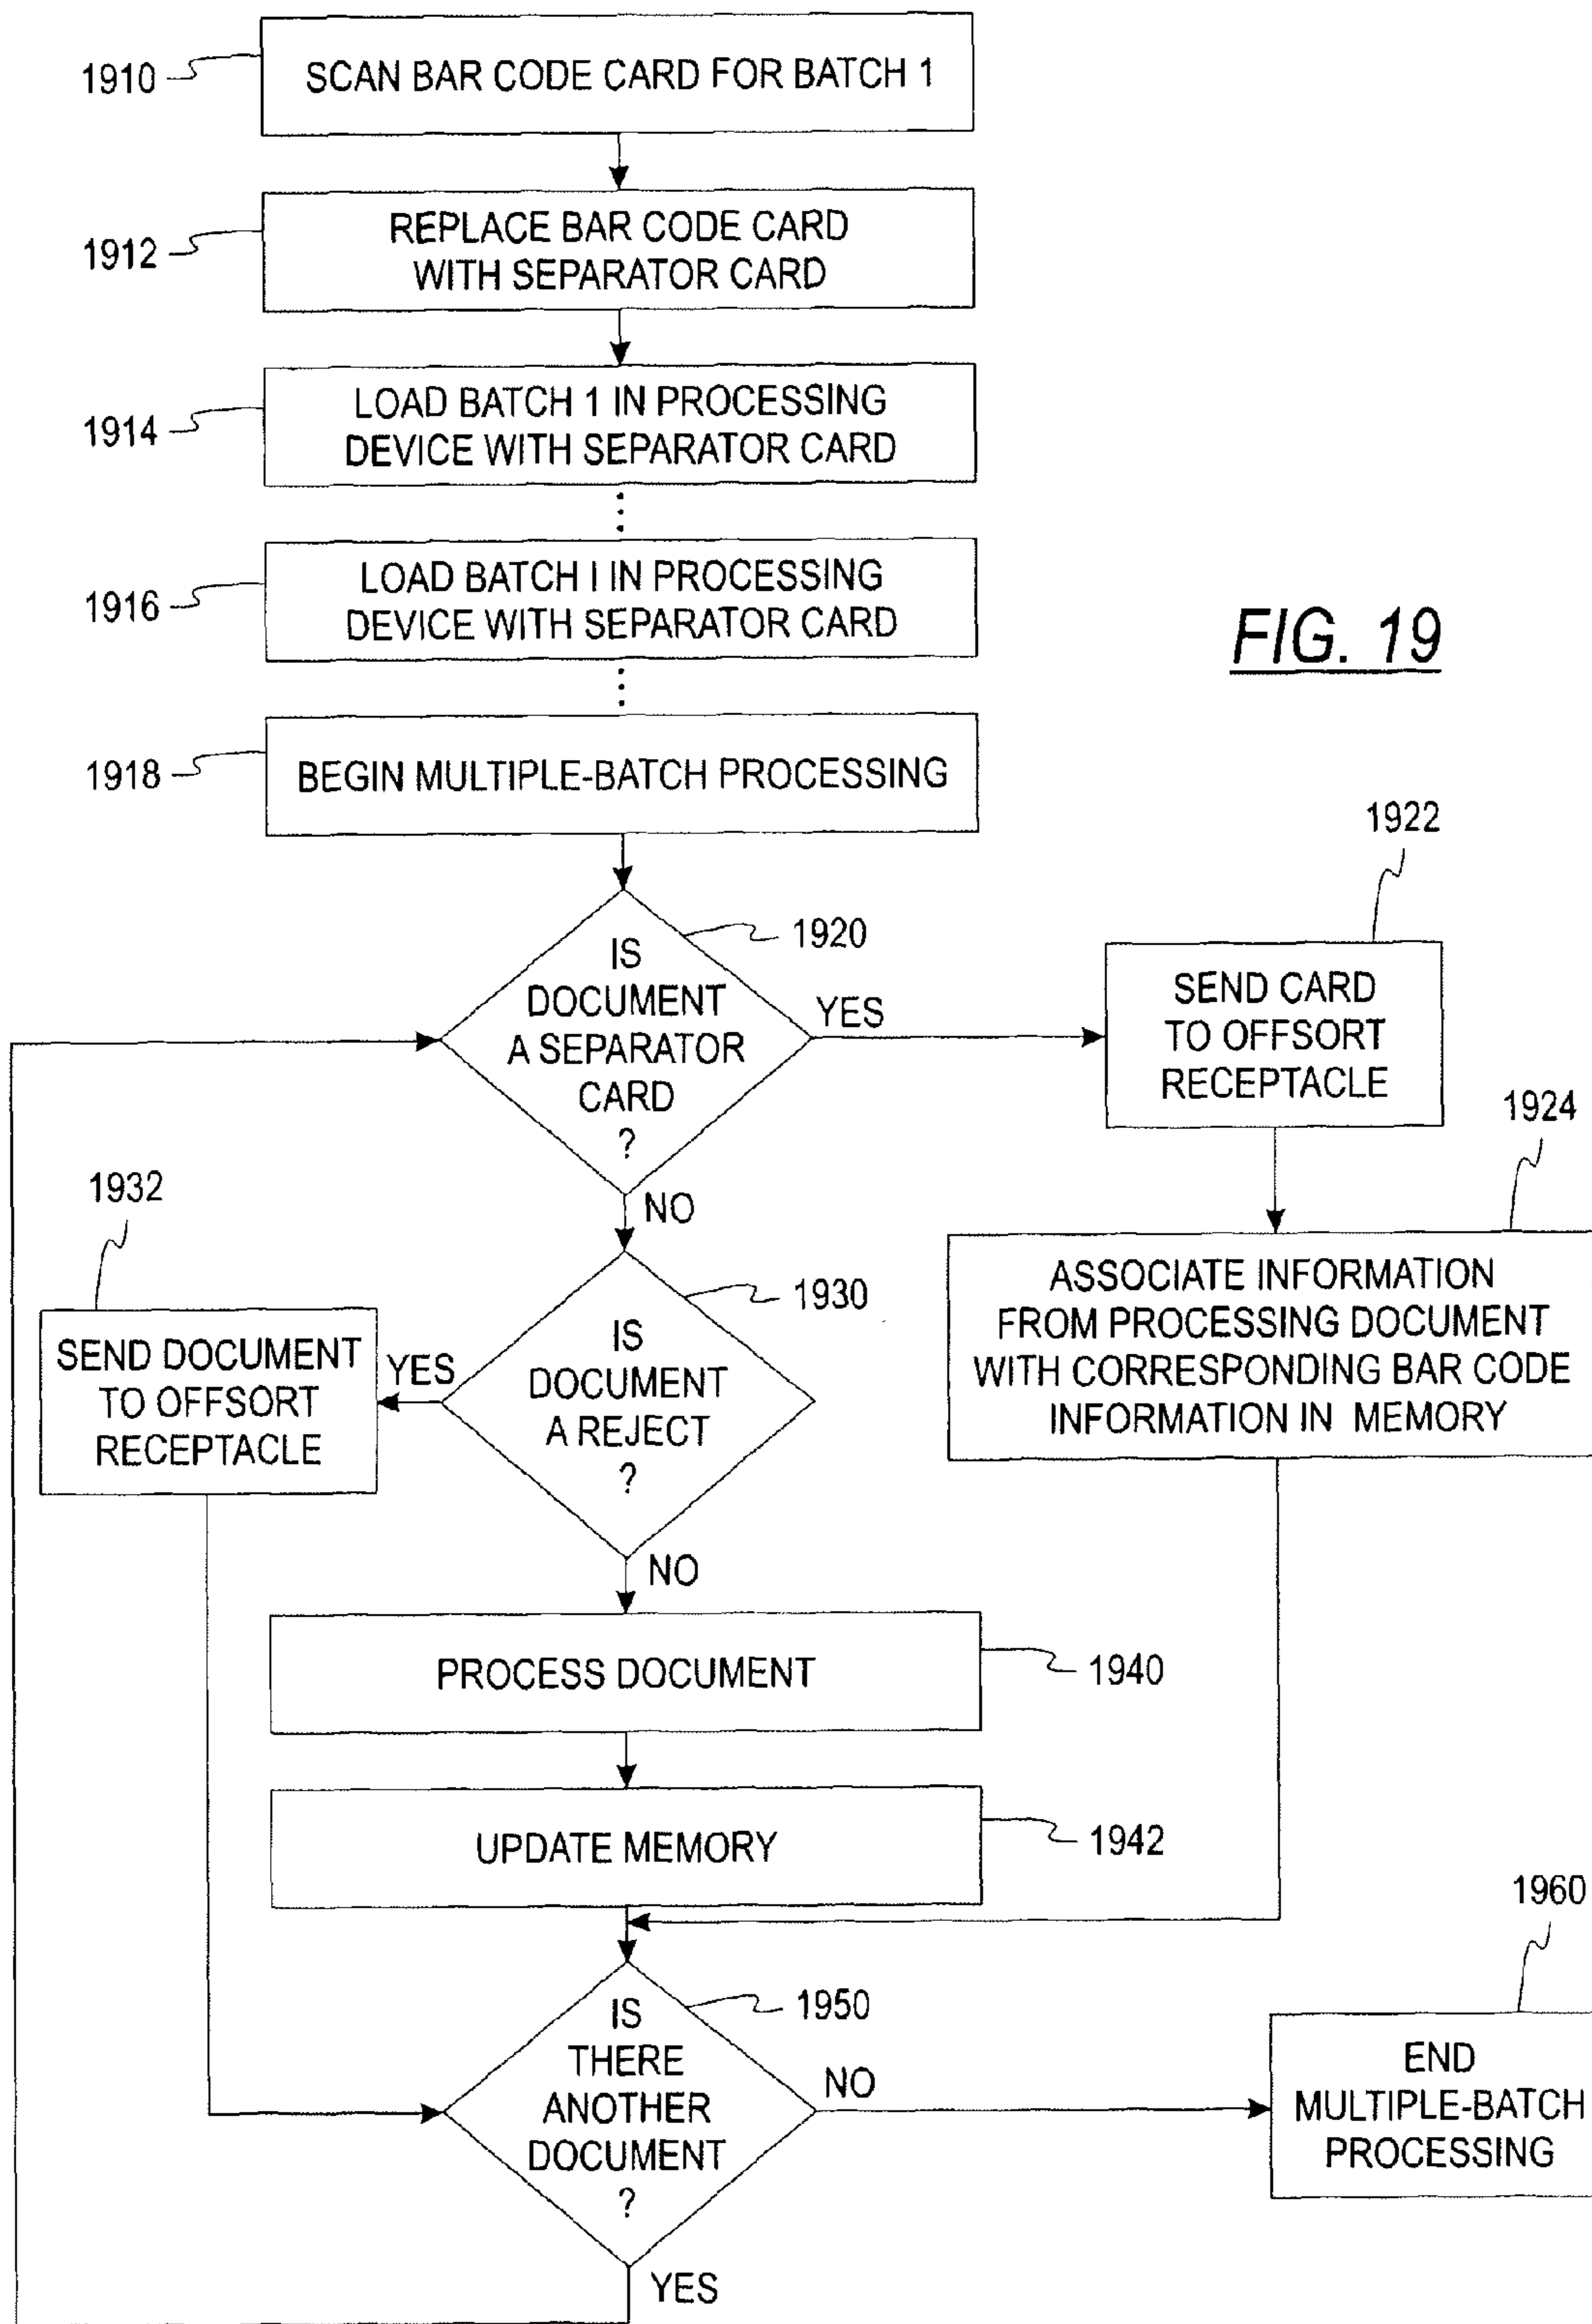 1910
SCAN BAR CODE CARD FOR BATCH 1
1912
REPLACE BAR CODE CARD
WITH SEPARATOR CARD
1914
LOAD BATCH 1 IN PROCESSING
DEVICE WITH SEPARATOR CARD
1916
LOAD BATCH I IN PROCESSING
DEVICE WITH SEPARATOR CARD
FIG. 19
1918
BEGIN MULTIPLE-BATCH PROCESSING
1920
IS
DOCUMENT
A SEPARATOR
CARD
?
YES
NO
1922
SEND CARD
TO OFFSORT
RECEPTACLE
1924
ASSOCIATE INFORMATION
FROM PROCESSING DOCUMENT
WITH CORRESPONDING BAR CODE
INFORMATION IN MEMORY
1930
IS
DOCUMENT
A REJECT
?
YES
NO
1932
SEND DOCUMENT
TO OFFSORT
RECEPTACLE
PROCESS DOCUMENT
1940
UPDATE MEMORY
1942
1950
IS
THERE
ANOTHER
DOCUMENT
?
NO
YES
1960
END
MULTIPLE-BATCH
PROCESSING